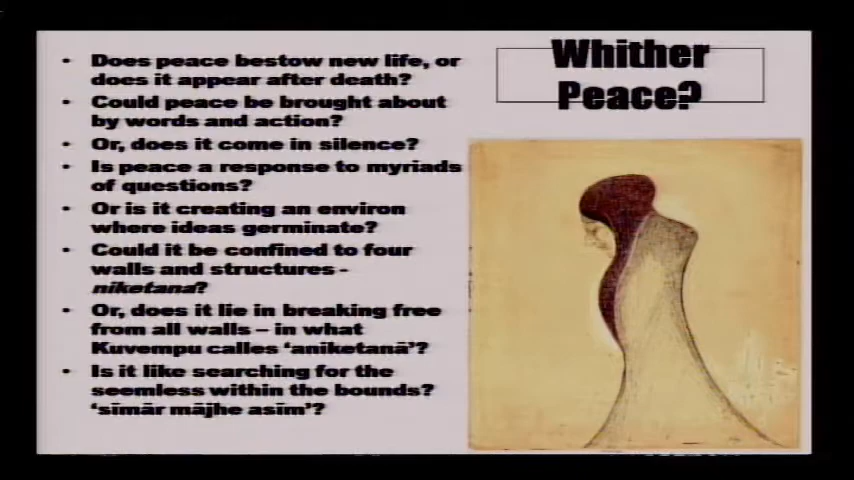 Whither
Peace?
• Does peace bestow new life, or
does it appear after death?
• Could peace be brought about
by words and action?
• Or, does it come in silence?
• Is peace a response to myriads
of questions?
• Or is it creating an environ
where ideas germinate?
• Could it be confined to four
walls and structures -
niketana?
• Or, does it lie in breaking free
from all walls – in what
Kuvempu calles ‘aniketanā’?
• Is it like searching for the
seemless within the bounds?
‘sīmār mājhe asīm’?